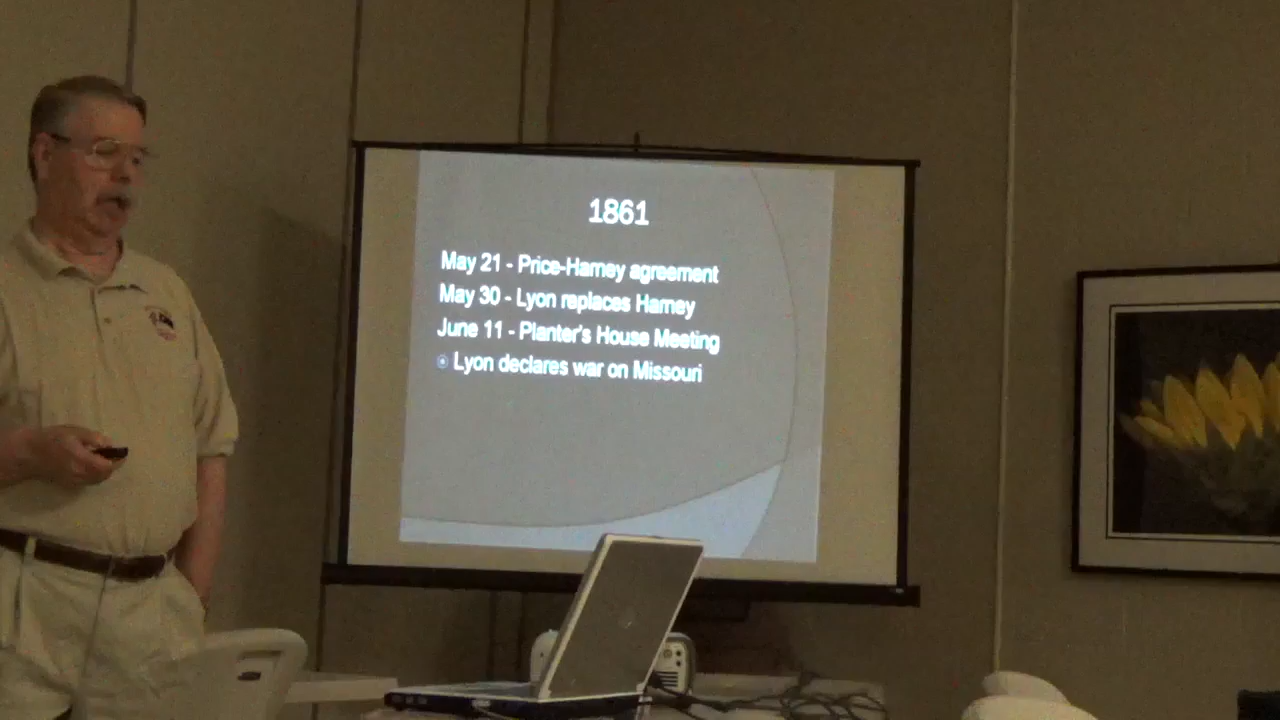 1861
May 21 - Price-Harney agreement
May 30 - Lyon replaces Harney
June 11 - Planter's House Meeting
Lyon declares war on Missouri